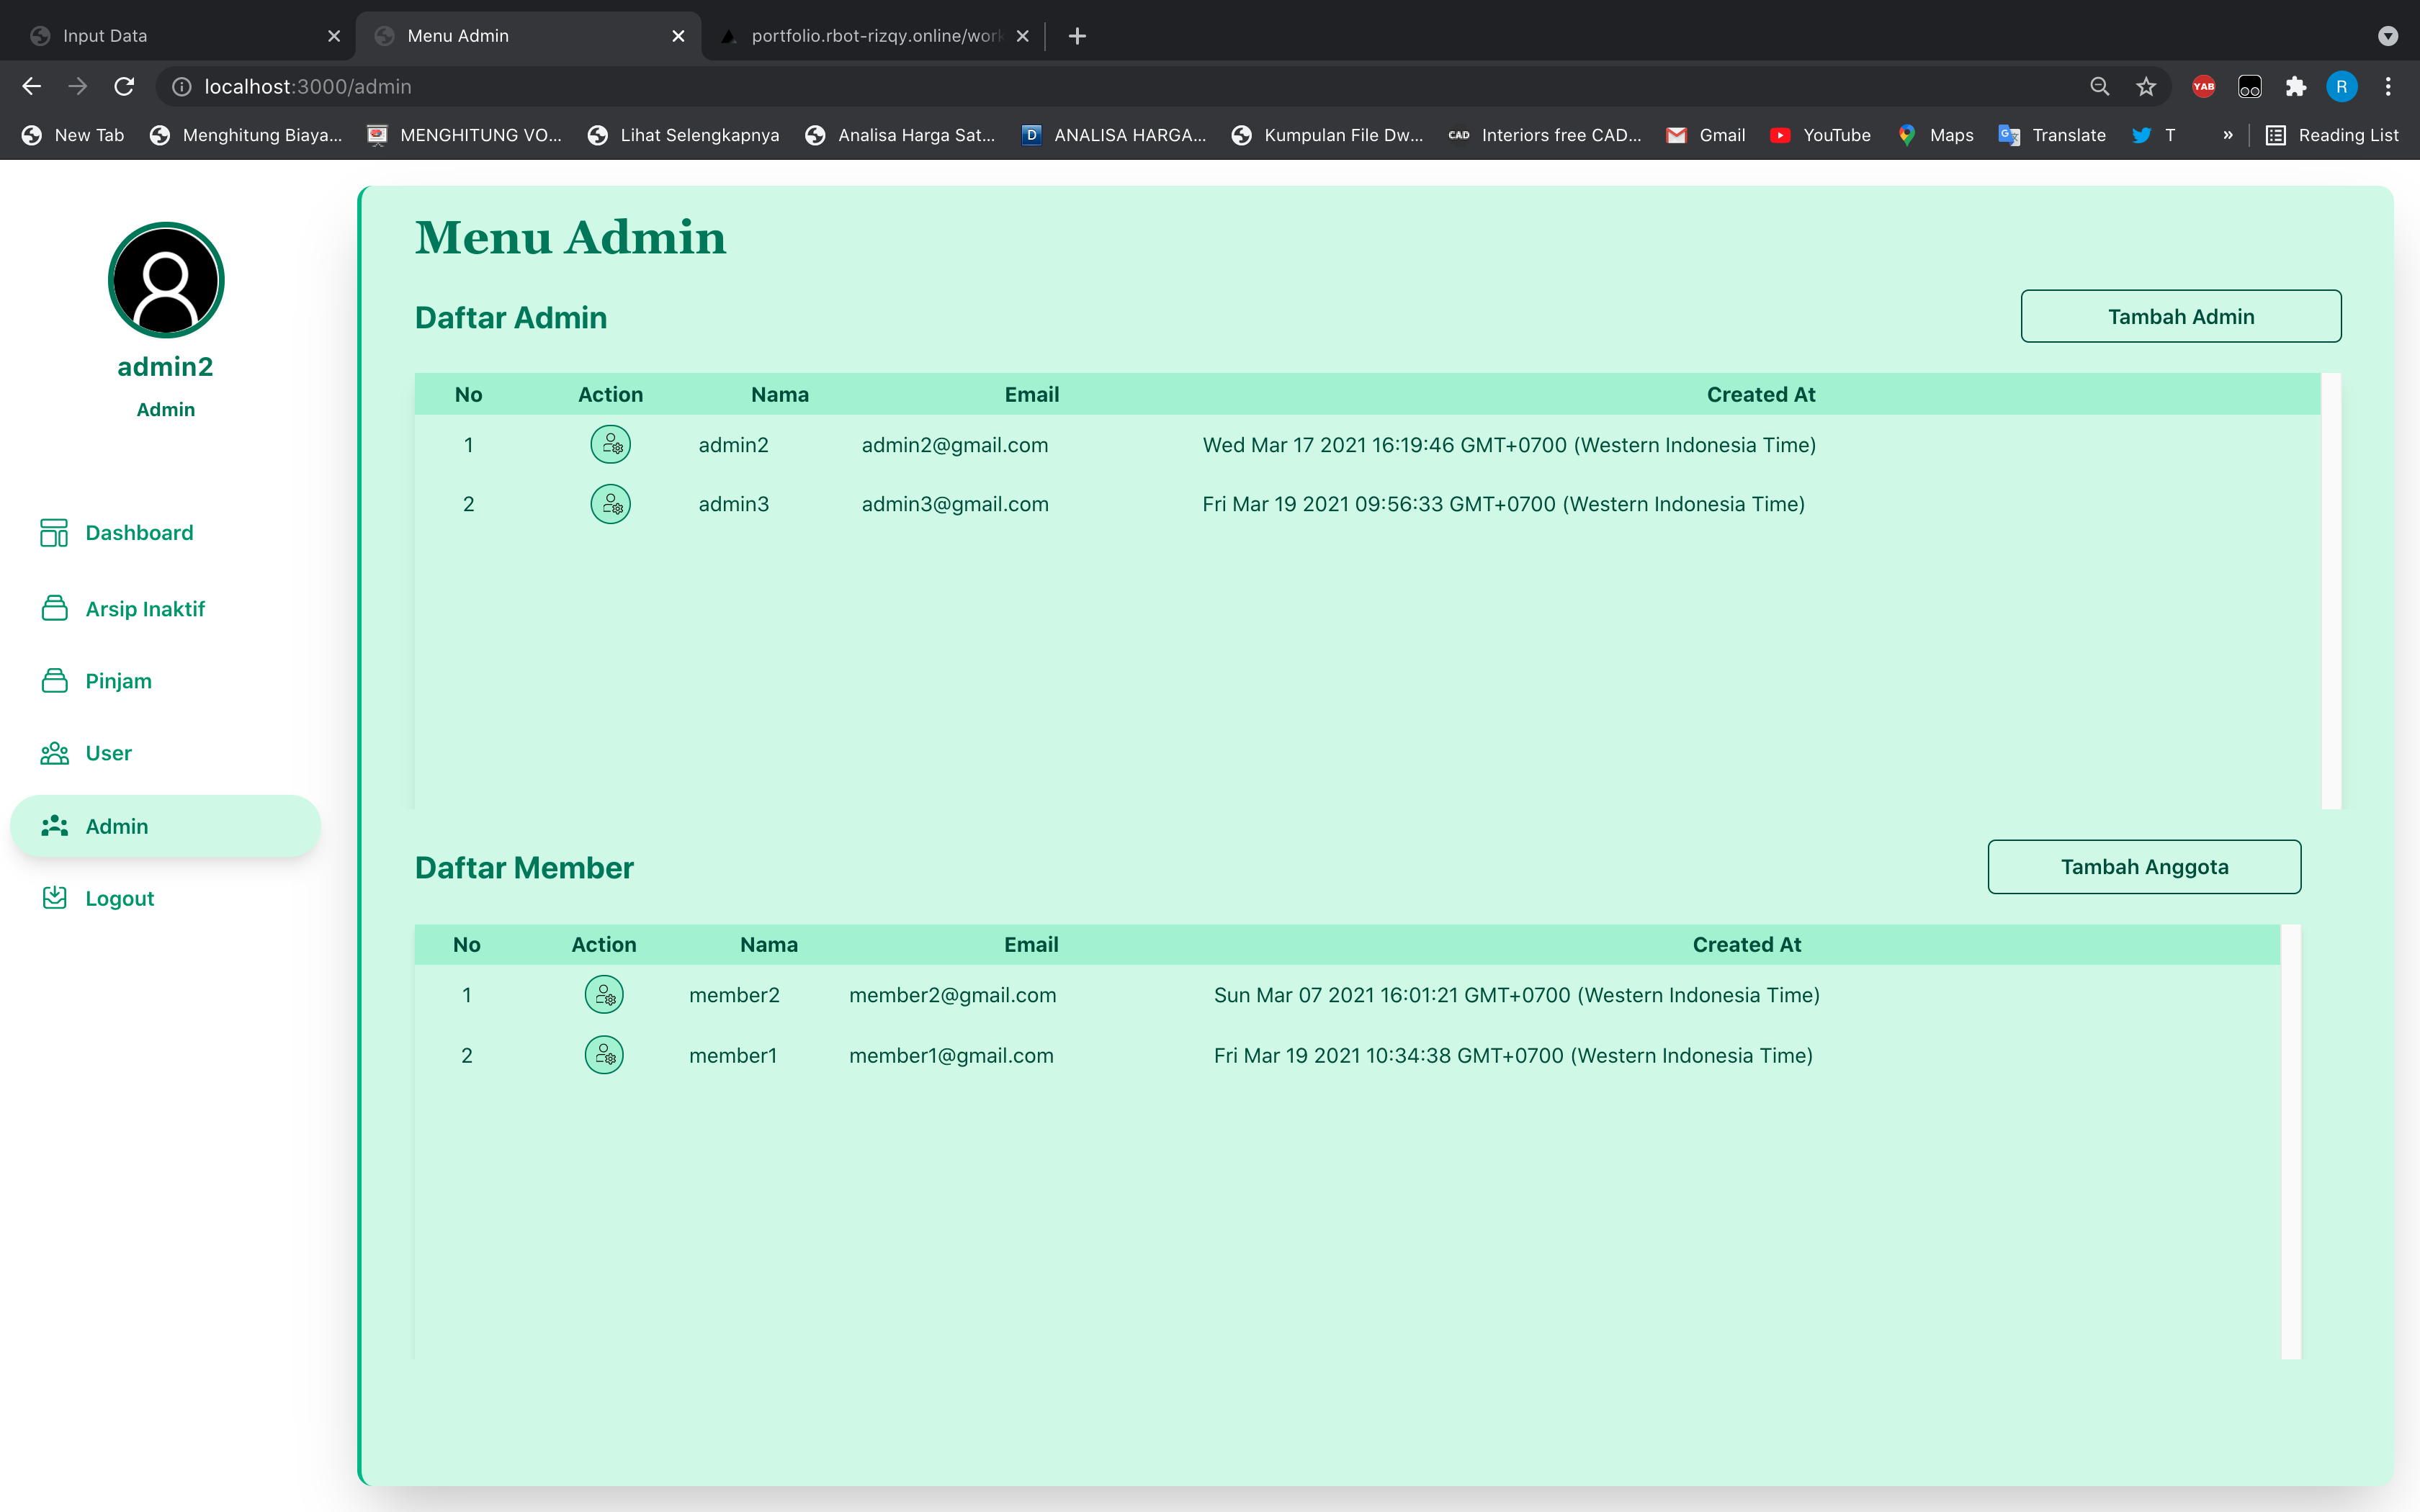 Input Data
Menu Admin
portfolio.rbot-rizqy.online/work
localhost:3000/admin
YAB
R
New Tab
Menghitung Biaya...
MENGHITUNG VO...
Lihat Selengkapnya
Analisa Harga Sat...
D
ANALISA HARGA...
Kumpulan File Dw...
CAD
Interiors free CAD...
Gmail
YouTube
Maps
Translate
T
»
Reading List
admin2
Admin
Dashboard
Arsip Inaktif
Pinjam
User
Admin
Logout
Menu Admin
Daftar Admin
Tambah Admin
No Action Nama Email Created At
1 admin2 admin2@gmail.com Wed Mar 17 2021 16:19:46 GMT+0700 (Western Indonesia Time)
2 admin3 admin3@gmail.com Fri Mar 19 2021 09:56:33 GMT+0700 (Western Indonesia Time)
Daftar Member
Tambah Anggota
No Action Nama Email Created At
1 member2 member2@gmail.com Sun Mar 07 2021 16:01:21 GMT+0700 (Western Indonesia Time)
2 member1 member1@gmail.com Fri Mar 19 2021 10:34:38 GMT+0700 (Western Indonesia Time)